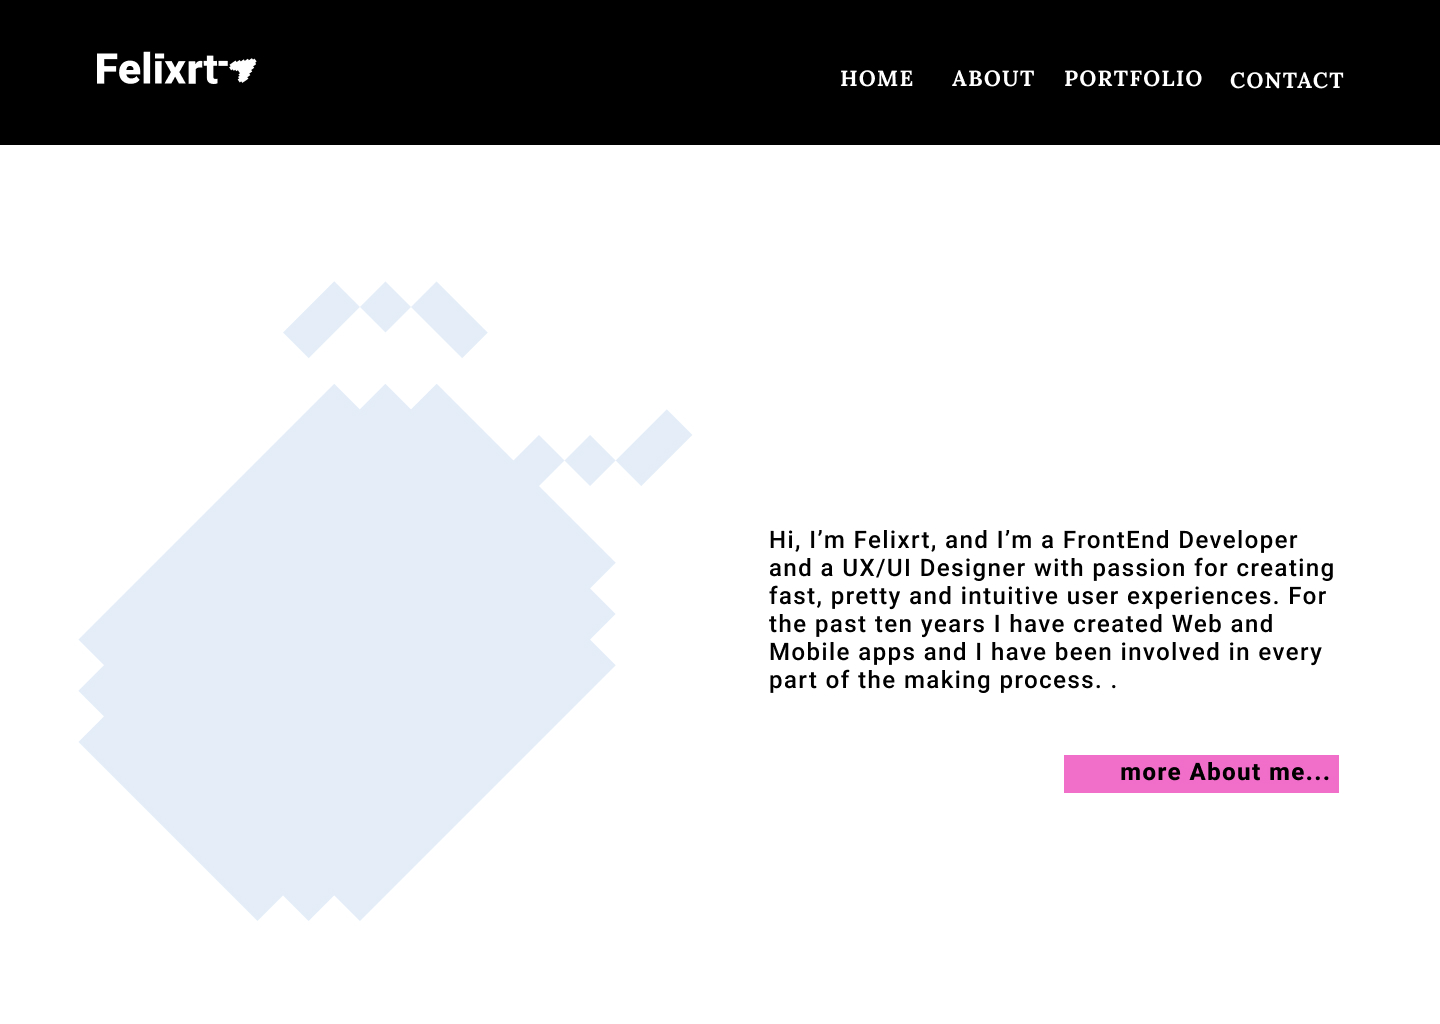 Felixrt
HOME ABOUT PORTFOLIO CONTACT
Hi, I’m Felixrt, and I’m a FrontEnd Developer
and a UX/UI Designer with passion for creating
fast, pretty and intuitive user experiences. For
the past ten years I have created Web and
Mobile apps and I have been involved in every
part of the making process. .
more About me...